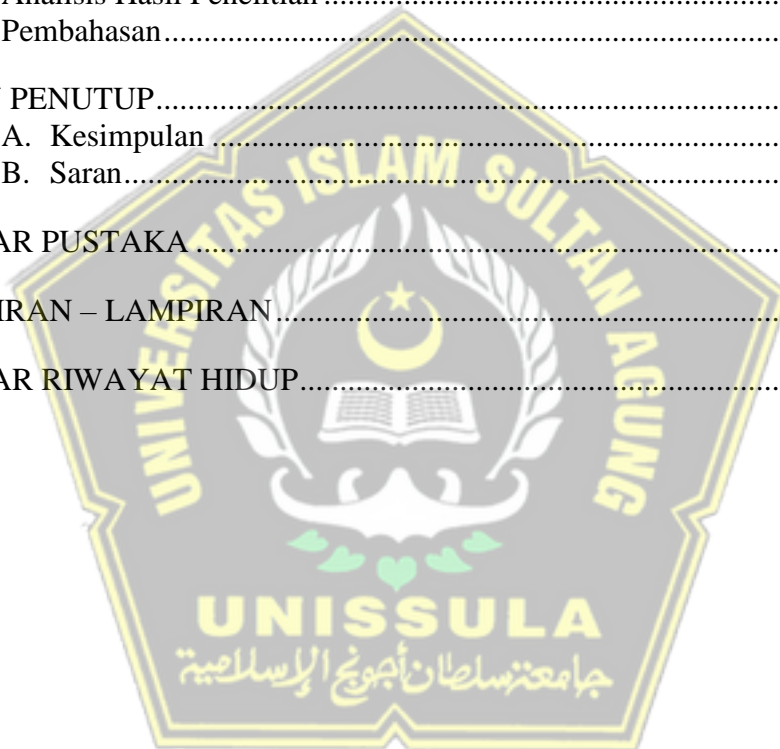 Analisis Hasil Penelitian ........................................................
Pembahasan.............................................................................
PENUTUP...............................................................................
A. Kesimpulan ......................................................................
B. Saran.................................................................................
AR PUSTAKA .........................................................................
IRAN – LAMPIRAN...............................................................
AR RIWAYAT HIDUP............................................................
UNIVERSITAS ISLAM SULTAN AGUNG
UNISSULA
جامعة سلطان أجونج الإسلامية